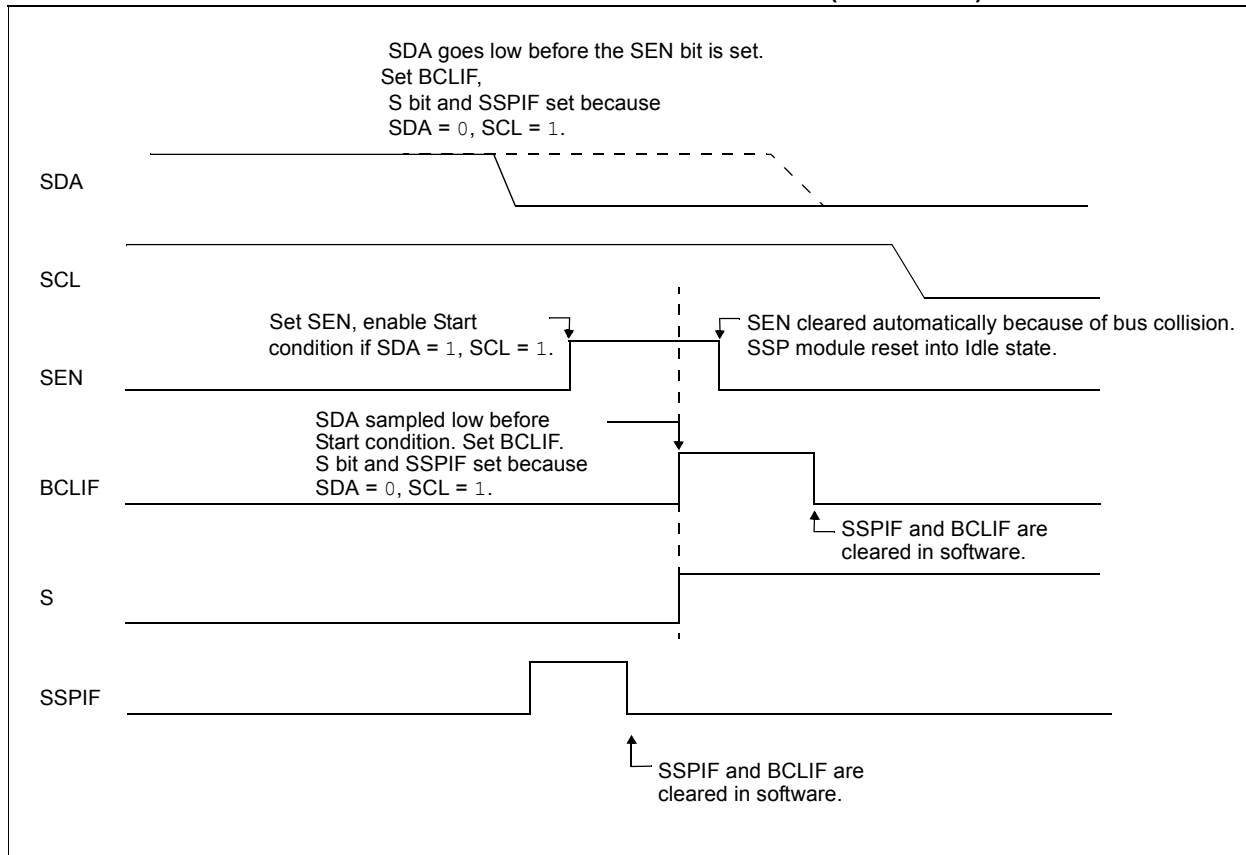 SDA goes low before the SEN bit is set.
Set BCLIF,
S bit and SSPIF set because
SDA = 0, SCL = 1.
SDA
SCL
Set SEN, enable Start
condition if SDA = 1, SCL = 1.
SEN cleared automatically because of bus collision.
SSP module reset into Idle state.
SEN
SDA sampled low before
Start condition. Set BCLIF.
S bit and SSPIF set because
SDA = 0, SCL = 1.
BCLIF
SSPIF and BCLIF are
cleared in software.
S
SSPIF
SSPIF and BCLIF are
cleared in software.